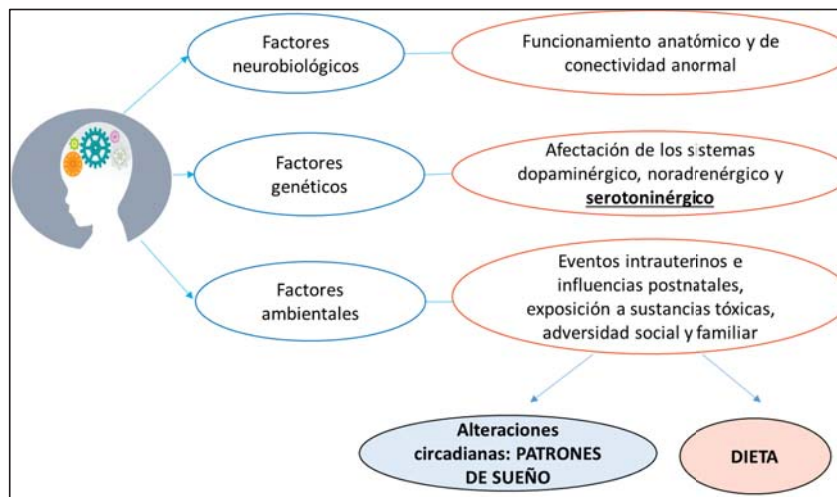 Factores
neurobiológicos
Funcionamiento anatómico y de
conectividad anormal
Factores
genéticos
Afectación de los sistemas
dopaminérgico, noradrenérgico y
serotoninérgico
Factores
ambientales
Eventos intrauterinos e
influencias postnatales,
exposición a sustancias tóxicas,
adversidad social y familiar
Alteraciones
circadianas: PATRONES
DE SUEÑO
DIETA